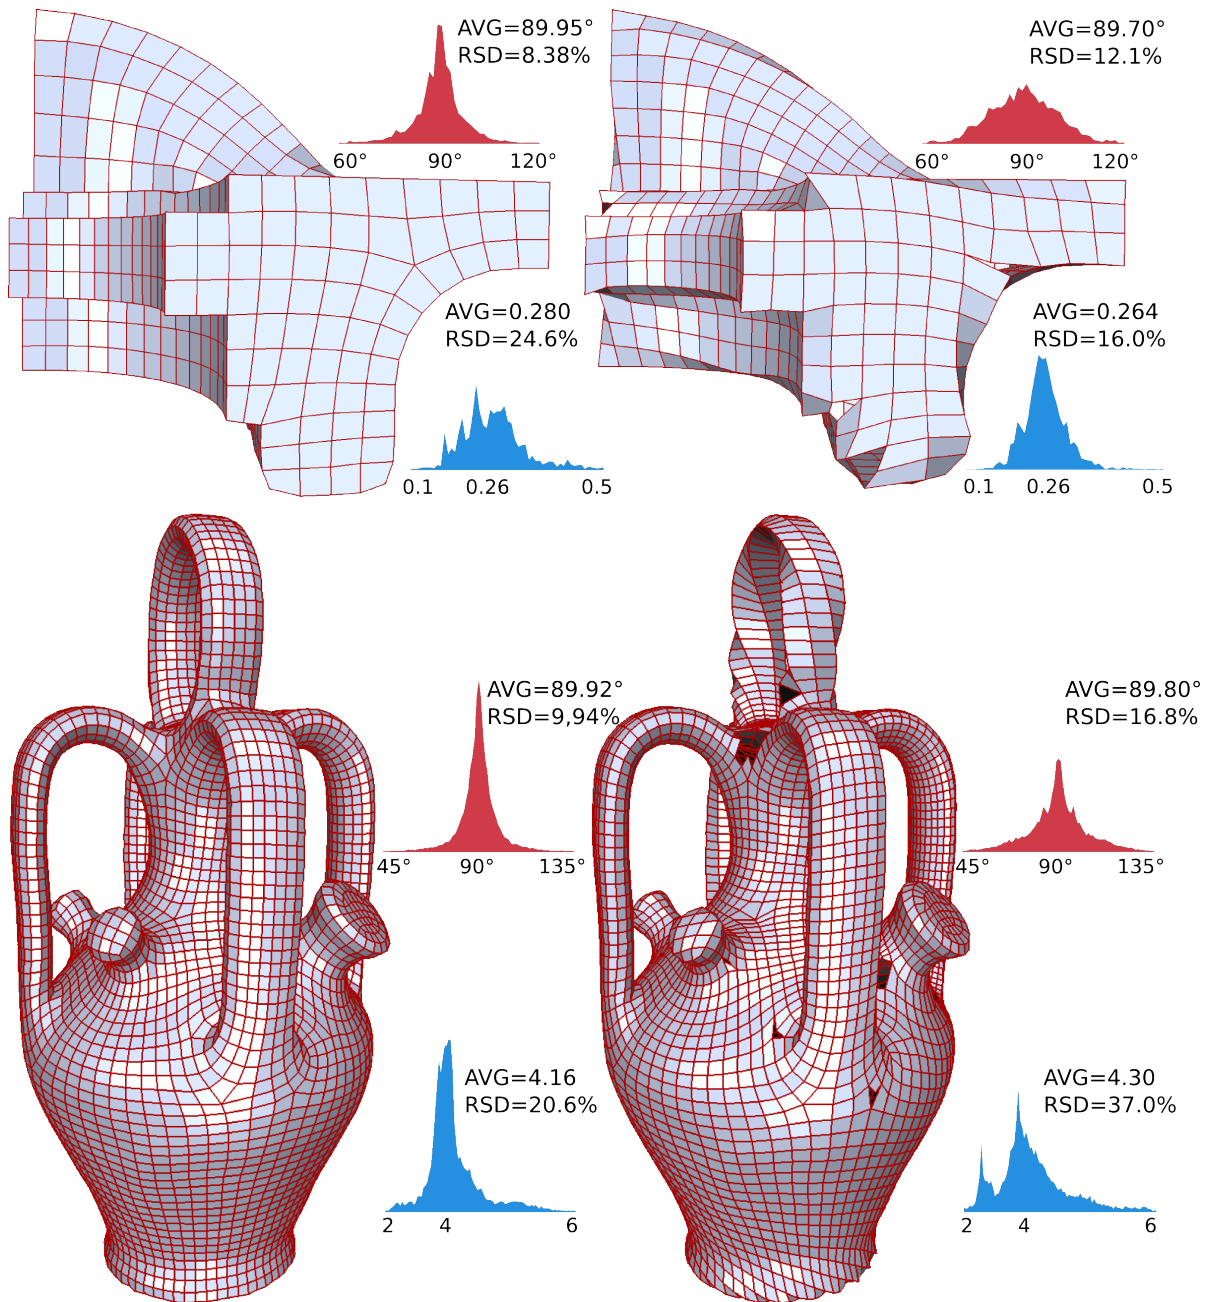 AVG=89.95°
RSD=8.38%
60° 90° 120°
AVG=89.70°
RSD=12.1%
60° 90° 120°
AVG=0.280
RSD=24.6%
0.1 0.26 0.5
AVG=0.264
RSD=16.0%
0.1 0.26 0.5
AVG=89.92°
RSD=9,94%
45° 90° 135°
AVG=89.80°
RSD=16.8%
45° 90° 135°
AVG=4.16
RSD=20.6%
2 4 6
AVG=4.30
RSD=37.0%
2 4 6